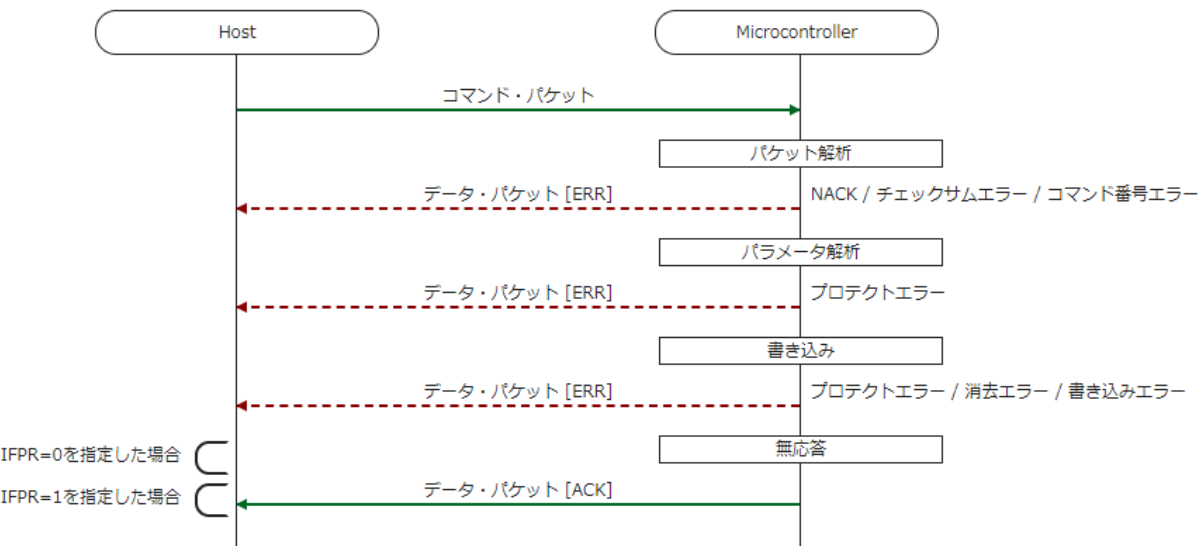 Host
Microcontroller
コマンド・パケット
パケット解析
データ・パケット [ERR]
NACK / チェックサムエラー / コマンド番号エラー
パラメータ解析
データ・パケット [ERR]
プロテクトエラー
書き込み
データ・パケット [ERR]
プロテクトエラー / 消去エラー / 書き込みエラー
IFPR=0を指定した場合
無応答
IFPR=1を指定した場合
データ・パケット [ACK]